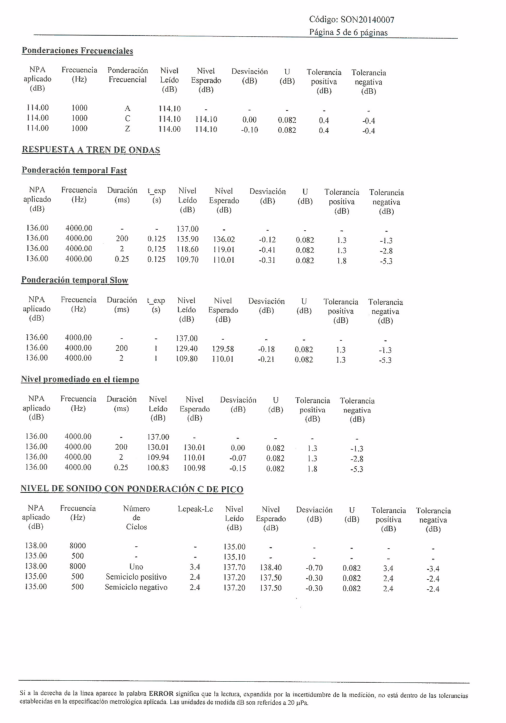 Código: SON20140007
Página 5 de 6 páginas
Ponderaciones Frecuenciales
NPA aplicado (dB) Frecuencia (Hz) Ponderación Frecuencial Nivel Leído (dB) Nivel Esperado (dB) Desviación (dB) U (dB) Tolerancia positiva (dB) Tolerancia negativa (dB)
114.00 1000 A 114.10 - - - - -
114.00 1000 C 114.10 114.10 0.00 0.082 0.4 -0.4
114.00 1000 Z 114.00 114.10 -0.10 0.082 0.4 -0.4
RESPUESTA A TREN DE ONDAS
Ponderación temporal Fast
NPA aplicado (dB) Frecuencia (Hz) Duración (ms) t_exp (s) Nivel Leído (dB) Nivel Esperado (dB) Desviación (dB) U (dB) Tolerancia positiva (dB) Tolerancia negativa (dB)
136.00 4000.00 - - 137.00 - - - - -
136.00 4000.00 200 0.125 135.90 136.02 -0.12 0.082 1.3 -1.3
136.00 4000.00 2 0.125 118.60 119.01 -0.41 0.082 1.3 -2.8
136.00 4000.00 0.25 0.125 109.70 110.01 -0.31 0.082 1.8 -5.3
Ponderación temporal Slow
NPA aplicado (dB) Frecuencia (Hz) Duración (ms) t_exp (s) Nivel Leído (dB) Nivel Esperado (dB) Desviación (dB) U (dB) Tolerancia positiva (dB) Tolerancia negativa (dB)
136.00 4000.00 - - 137.00 - - - - -
136.00 4000.00 200 1 129.40 129.58 -0.18 0.082 1.3 -1.3
136.00 4000.00 2 1 109.80 110.01 -0.21 0.082 1.3 -5.3
Nivel promediado en el tiempo
NPA aplicado (dB) Frecuencia (Hz) Duración (ms) Nivel Leído (dB) Nivel Esperado (dB) Desviación (dB) U (dB) Tolerancia positiva (dB) Tolerancia negativa (dB)
136.00 4000.00 - 137.00 - - - - -
136.00 4000.00 200 130.01 130.01 0.00 0.082 1.3 -1.3
136.00 4000.00 2 109.94 110.01 -0.07 0.082 1.3 -2.8
136.00 4000.00 0.25 100.83 100.98 -0.15 0.082 1.8 -5.3
NIVEL DE SONIDO CON PONDERACIÓN C DE PICO
NPA aplicado (dB) Frecuencia (Hz) Número de Ciclos Lcpeak-Lc Nivel Leído (dB) Nivel Esperado (dB) Desviación (dB) U (dB) Tolerancia positiva (dB) Tolerancia negativa (dB)
138.00 8000 - - 135.00 - - - - -
135.00 500 - - 135.10 - - - - -
138.00 8000 Uno 3.4 137.70 138.40 -0.70 0.082 3.4 -3.4
135.00 500 Semiciclo positivo 2.4 137.20 137.50 -0.30 0.082 2.4 -2.4
135.00 500 Semiciclo negativo 2.4 137.20 137.50 -0.30 0.082 2.4 -2.4
Si a la derecha de la línea aparece la palabra ERROR significa que la lectura, expandida por la incertidumbre de la medición, no está dentro de las tolerancias
establecidas en la especificación metrológica aplicada. Las unidades de medida dB son referidos a 20 µPa.